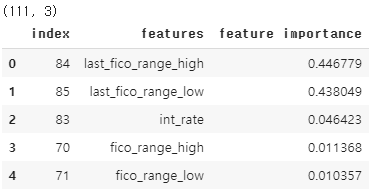 (111, 3)
index features feature importance
0 84 last_fico_range_high 0.446779
1 85 last_fico_range_low 0.438049
2 83 int_rate 0.046423
3 70 fico_range_high 0.011368
4 71 fico_range_low 0.010357